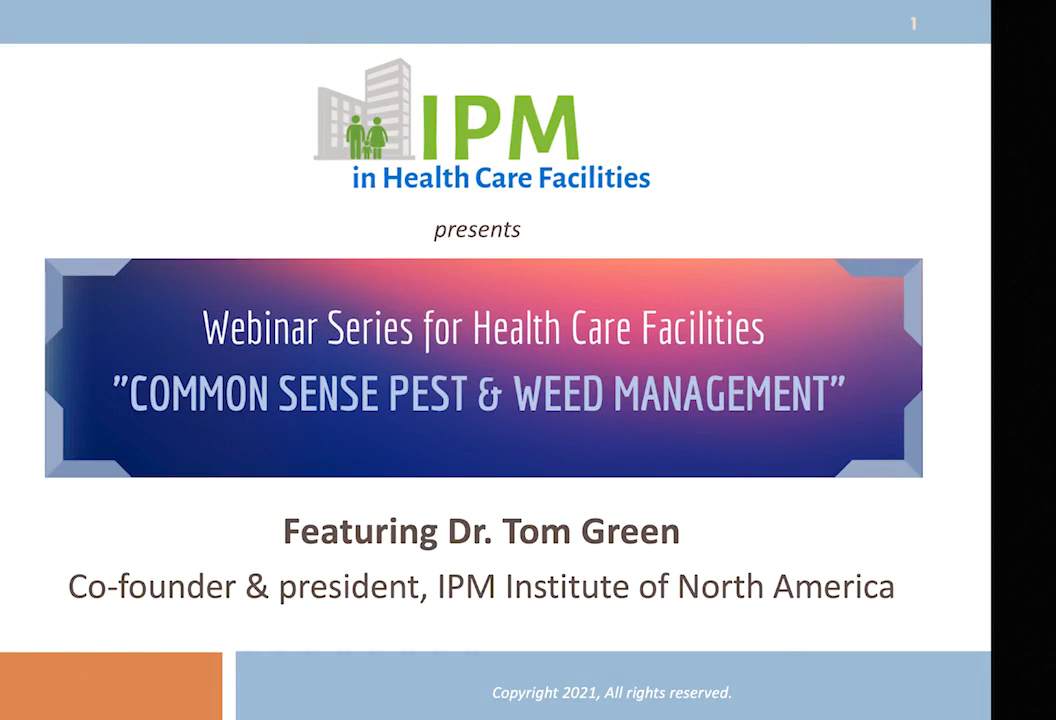 1
IPM
in Health Care Facilities
presents
Webinar Series for Health Care Facilities
”COMMON SENSE PEST & WEED MANAGEMENT”
Featuring Dr. Tom Green
Co-founder & president, IPM Institute of North America
Copyright 2021, All rights reserved.